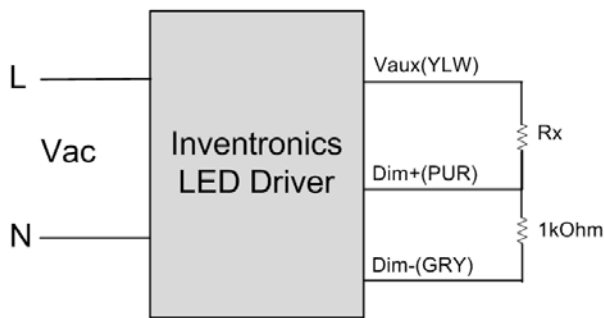 L
Vac
N
Inventronics
LED Driver
Vaux(YLW)
Rx
Dim+(PUR)
1kOhm
Dim-(GRY)